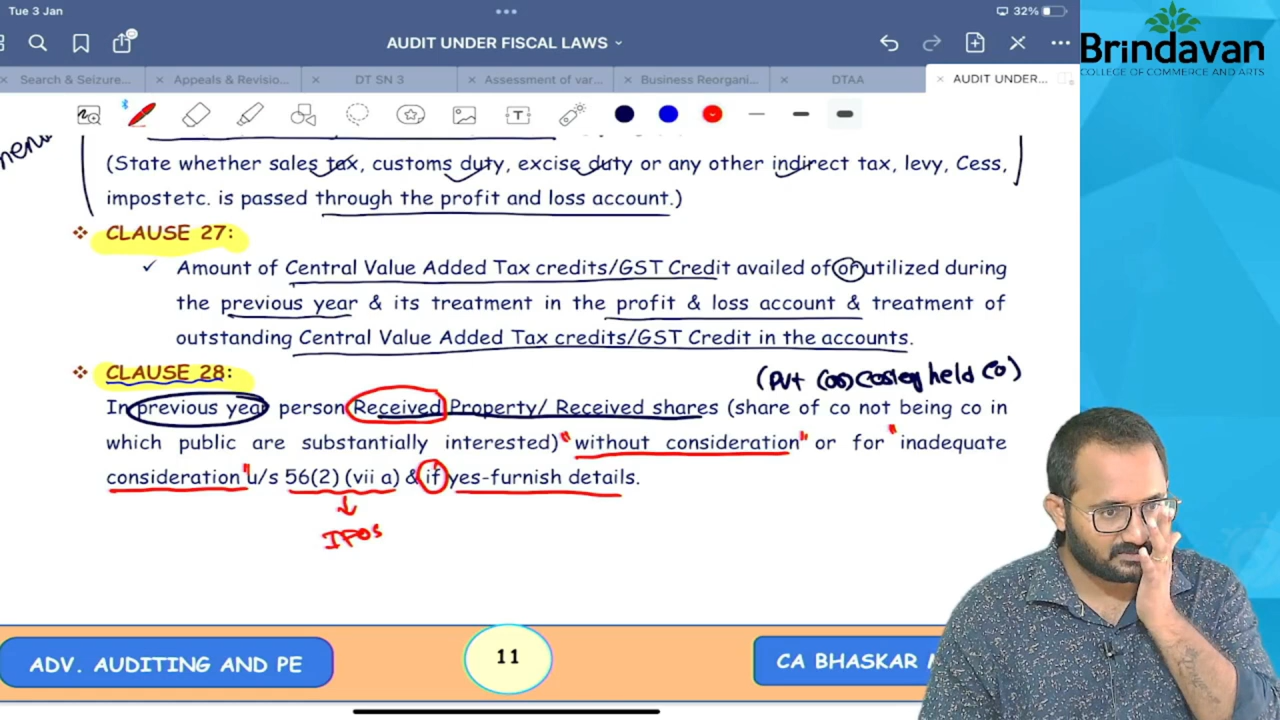 Tue 3 Jan
32%
AUDIT UNDER FISCAL LAWS
Brindavan
COLLEGE OF COMMERCE AND ARTS
Search & Seizure...
Appeals & Revisio...
DT SN 3
Assessment of var...
Business Reorgani...
DTAA
AUDIT UNDER...
(State whether sales tax, customs duty, excise duty or any other indirect tax, levy, Cess,
impostetc. is passed through the profit and loss account.)
❖ CLAUSE 27:
✓ Amount of Central Value Added Tax credits/GST Credit availed of or utilized during
the previous year & its treatment in the profit & loss account & treatment of
outstanding Central Value Added Tax credits/GST Credit in the accounts.
❖ CLAUSE 28:
(Pvt (or) closely held Co)
In previous year person Received Property/ Received shares (share of co not being co in
which public are substantially interested) "without consideration" or for "inadequate
consideration" u/s 56(2) (vii a) & if yes-furnish details.
IFOS
ADV. AUDITING AND PE
11
CA BHASKAR